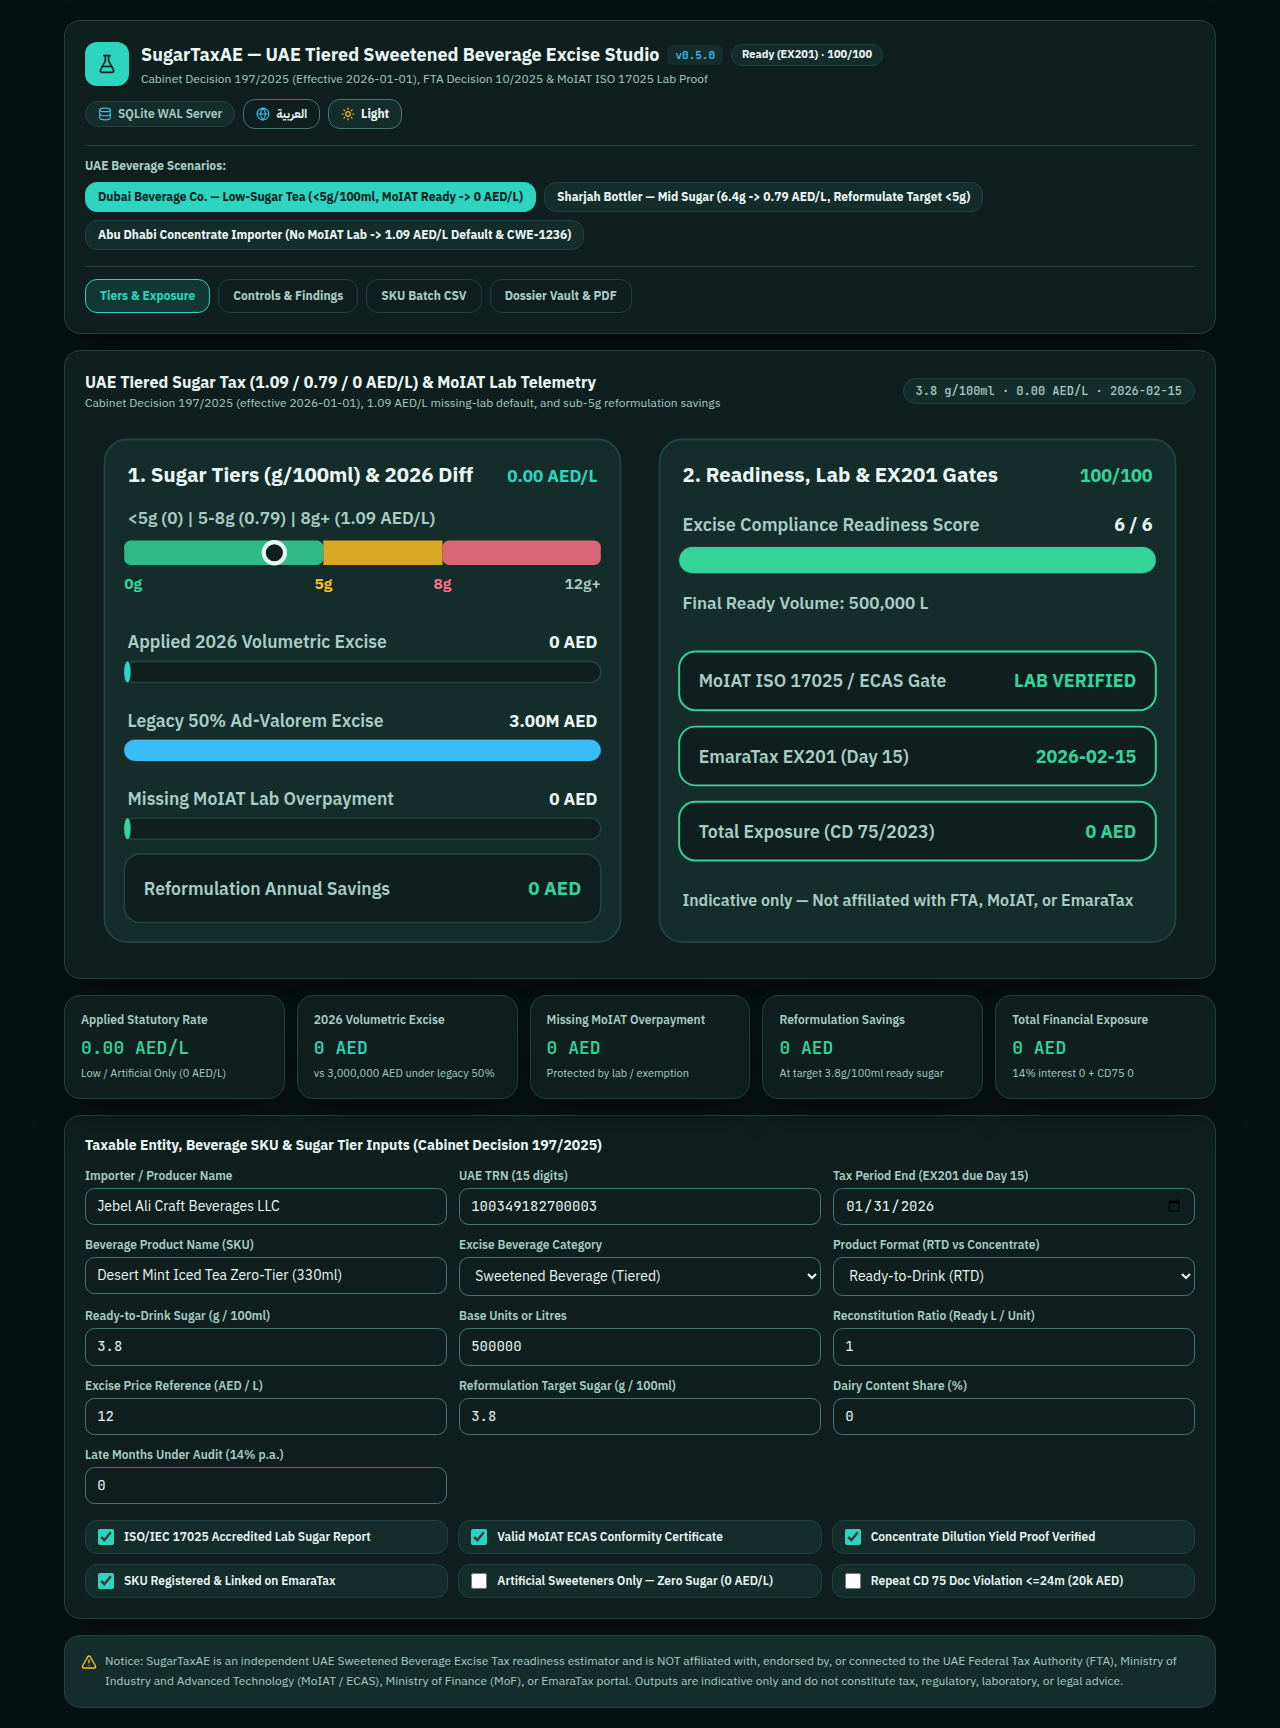 SugarTaxAE — UAE Tiered Sweetened Beverage Excise Studio v0.5.0 Ready (EX201) · 100/100
Cabinet Decision 197/2025 (Effective 2026-01-01), FTA Decision 10/2025 & MoIAT ISO 17025 Lab Proof
SQLite WAL Server العربية Light
UAE Beverage Scenarios:
Dubai Beverage Co. — Low-Sugar Tea (<5g/100ml, MoIAT Ready -> 0 AED/L) Sharjah Bottler — Mid Sugar (6.4g -> 0.79 AED/L, Reformulate Target <5g)
Abu Dhabi Concentrate Importer (No MoIAT Lab -> 1.09 AED/L Default & CWE-1236)
Tiers & Exposure Controls & Findings SKU Batch CSV Dossier Vault & PDF
UAE Tiered Sugar Tax (1.09 / 0.79 / 0 AED/L) & MoIAT Lab Telemetry
Cabinet Decision 197/2025 (effective 2026-01-01), 1.09 AED/L missing-lab default, and sub-5g reformulation savings
3.8 g/100ml · 0.00 AED/L · 2026-02-15
1. Sugar Tiers (g/100ml) & 2026 Diff 0.00 AED/L
<5g (0) | 5-8g (0.79) | 8g+ (1.09 AED/L)
0g 5g 8g 12g+
Applied 2026 Volumetric Excise 0 AED
Legacy 50% Ad-Valorem Excise 3.00M AED
Missing MoIAT Lab Overpayment 0 AED
Reformulation Annual Savings 0 AED
2. Readiness, Lab & EX201 Gates 100/100
Excise Compliance Readiness Score 6 / 6
Final Ready Volume: 500,000 L
MoIAT ISO 17025 / ECAS Gate LAB VERIFIED
EmaraTax EX201 (Day 15) 2026-02-15
Total Exposure (CD 75/2023) 0 AED
Indicative only — Not affiliated with FTA, MoIAT, or EmaraTax
Applied Statutory Rate
0.00 AED/L
Low / Artificial Only (0 AED/L)
2026 Volumetric Excise
0 AED
vs 3,000,000 AED under legacy 50%
Missing MoIAT Overpayment
0 AED
Protected by lab / exemption
Reformulation Savings
0 AED
At target 3.8g/100ml ready sugar
Total Financial Exposure
0 AED
14% interest 0 + CD75 0
Taxable Entity, Beverage SKU & Sugar Tier Inputs (Cabinet Decision 197/2025)
Importer / Producer Name UAE TRN (15 digits) Tax Period End (EX201 due Day 15)
Jebel Ali Craft Beverages LLC 100349182700003 01/31/2026
Beverage Product Name (SKU) Excise Beverage Category Product Format (RTD vs Concentrate)
Desert Mint Iced Tea Zero-Tier (330ml) Sweetened Beverage (Tiered) Ready-to-Drink (RTD)
Ready-to-Drink Sugar (g / 100ml) Base Units or Litres Reconstitution Ratio (Ready L / Unit)
3.8 500000 1
Excise Price Reference (AED / L) Reformulation Target Sugar (g / 100ml) Dairy Content Share (%)
12 3.8 0
Late Months Under Audit (14% p.a.)
0
ISO/IEC 17025 Accredited Lab Sugar Report Valid MoIAT ECAS Conformity Certificate Concentrate Dilution Yield Proof Verified
SKU Registered & Linked on EmaraTax Artificial Sweeteners Only — Zero Sugar (0 AED/L) Repeat CD 75 Doc Violation <=24m (20k AED)
Notice: SugarTaxAE is an independent UAE Sweetened Beverage Excise Tax readiness estimator and is NOT affiliated with, endorsed by, or connected to the UAE Federal Tax Authority (FTA), Ministry of
Industry and Advanced Technology (MoIAT / ECAS), Ministry of Finance (MoF), or EmaraTax portal. Outputs are indicative only and do not constitute tax, regulatory, laboratory, or legal advice.